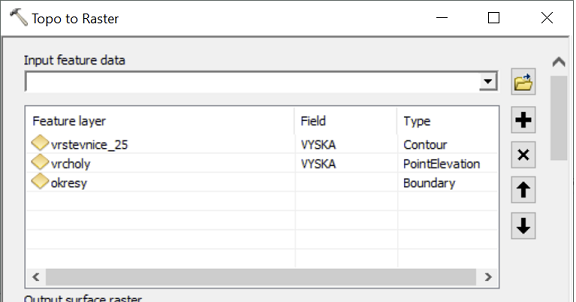 Topo to Raster
Input feature data
Feature layer Field Type
vrstevnice_25 VYSKA Contour
vrcholy VYSKA PointElevation
okresy Boundary
Output surface raster